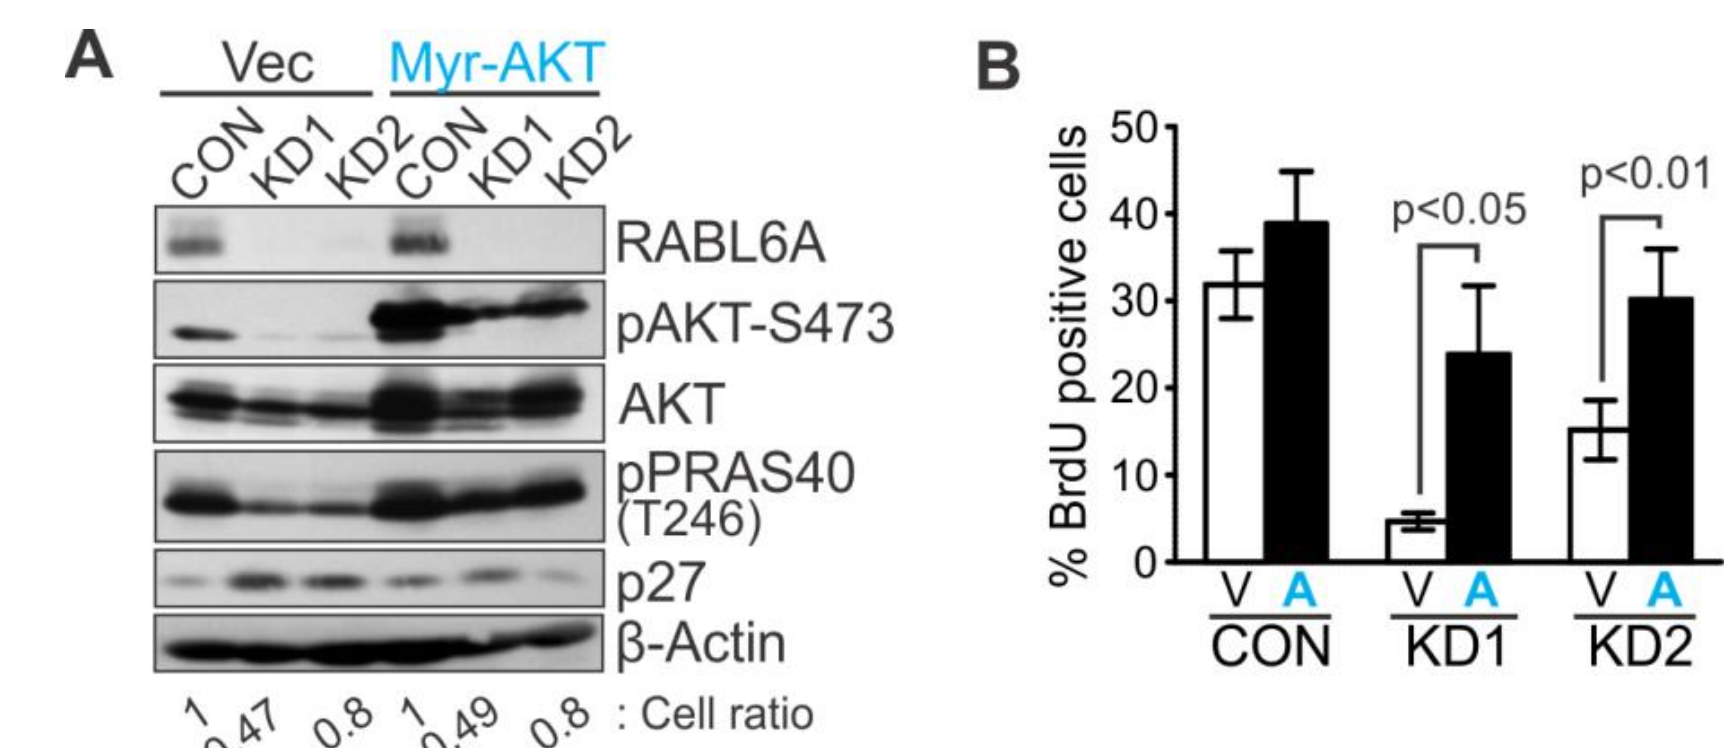 A
Vec Myr-AKT
CON KD1 KD2 CON KD1 KD2
RABL6A
pAKT-S473
AKT
pPRAS40
(T246)
p27
β-Actin
1 0.47 0.8 1 0.49 0.8 : Cell ratio
B
% BrdU positive cells
50
40
30
20
10
0
p<0.05
p<0.01
V A V A V A
CON KD1 KD2